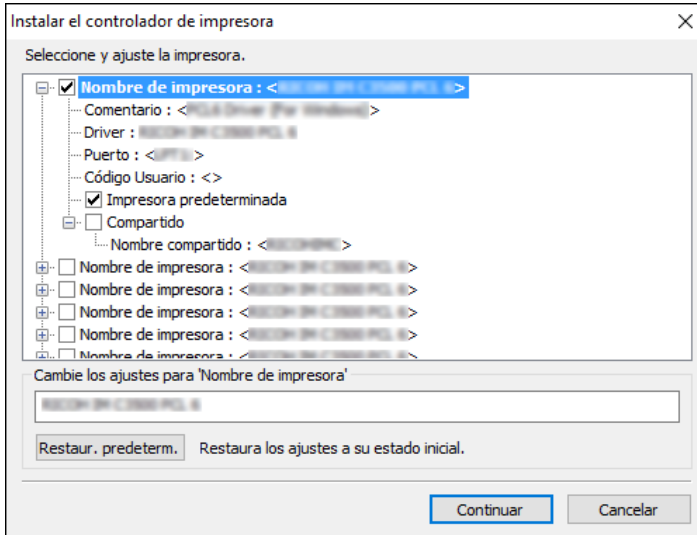 Instalar el controlador de impresora
Seleccione y ajuste la impresora.
Nombre de impresora : < >
Comentario : < >
Driver :
Puerto : < >
Código Usuario : <>
Impresora predeterminada
Compartido
Nombre compartido : < >
Nombre de impresora : < >
Nombre de impresora : < >
Nombre de impresora : < >
Nombre de impresora : < >
Nombre de impresora : < >
Cambie los ajustes para 'Nombre de impresora'
Restaur. predeterm. Restaura los ajustes a su estado inicial.
Continuar Cancelar